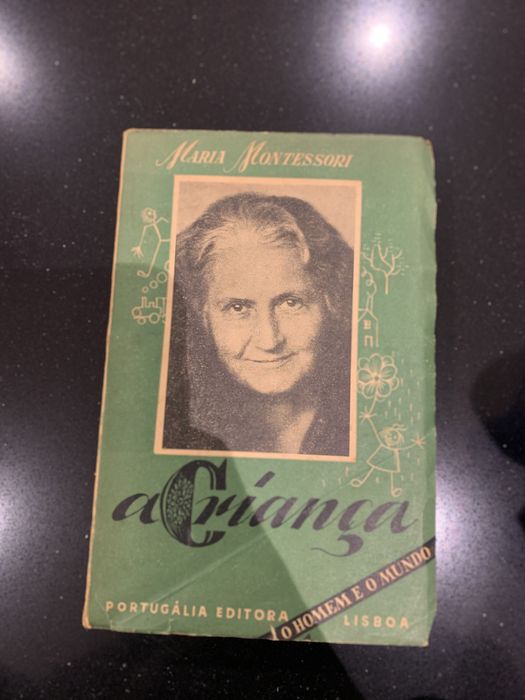 MARIA MONTESSORI
a Criança
O HOMEM E O MUNDO
PORTUGÁLIA EDITORA LISBOA